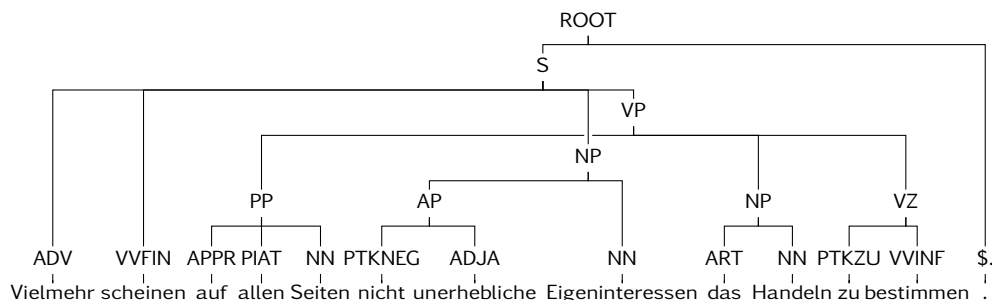 ROOT
S
VP
NP
PP AP NP VZ
ADV VVFIN APPR PIAT NN PTKNEG ADJA NN ART NN PTKZU VVINF $.
Vielmehr scheinen auf allen Seiten nicht unerhebliche Eigeninteressen das Handeln zu bestimmen .